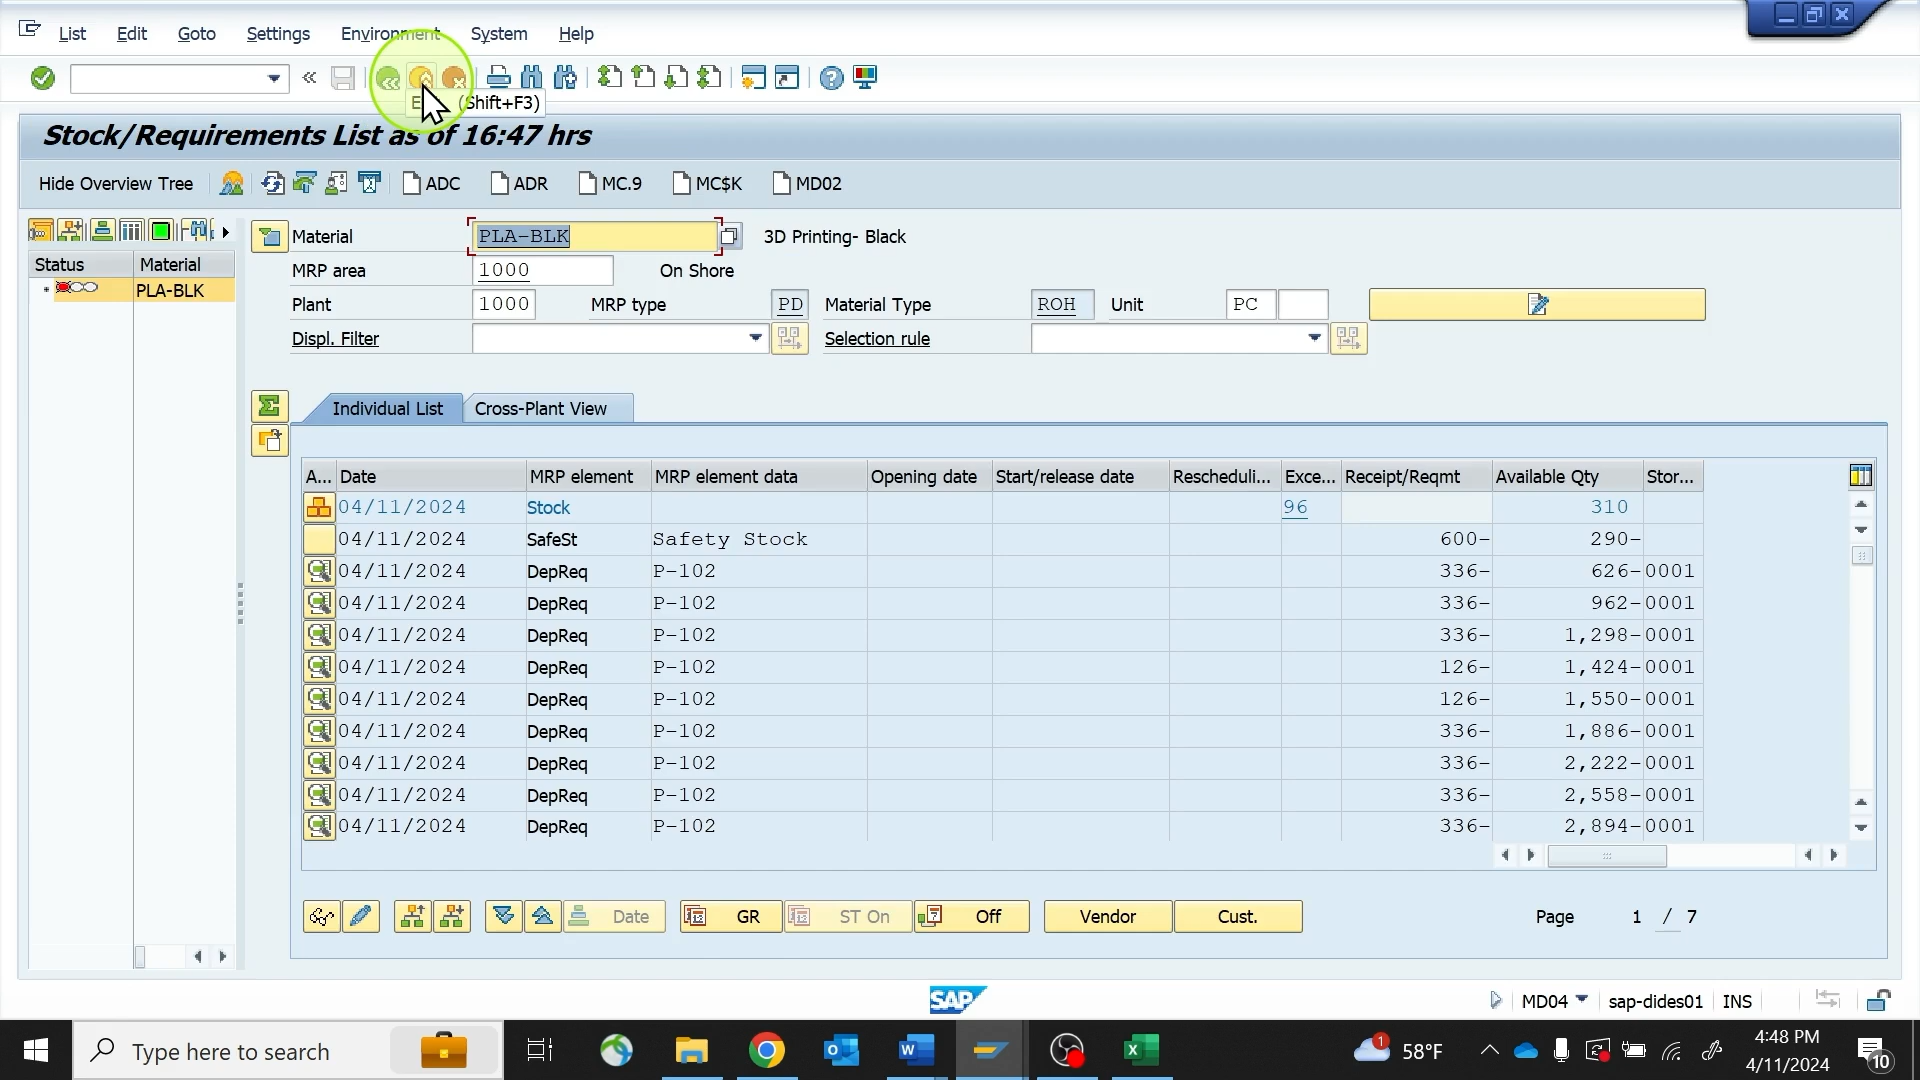 List Edit Goto Settings Environment System Help
(Shift+F3)
Stock/Requirements List as of 16:47 hrs
Hide Overview Tree ADC ADR MC.9 MC$K MD02
Status Material
PLA-BLK
Material PLA-BLK 3D Printing- Black
MRP area 1000 On Shore
Plant 1000 MRP type PD Material Type ROH Unit PC
Displ. Filter Selection rule
Individual List Cross-Plant View
A... Date MRP element MRP element data Opening date Start/release date Rescheduli... Exce... Receipt/Reqmt Available Qty Stor...
04/11/2024 Stock 96 310
04/11/2024 SafeSt Safety Stock 600- 290-
04/11/2024 DepReq P-102 336- 626- 0001
04/11/2024 DepReq P-102 336- 962- 0001
04/11/2024 DepReq P-102 336- 1,298- 0001
04/11/2024 DepReq P-102 126- 1,424- 0001
04/11/2024 DepReq P-102 126- 1,550- 0001
04/11/2024 DepReq P-102 336- 1,886- 0001
04/11/2024 DepReq P-102 336- 2,222- 0001
04/11/2024 DepReq P-102 336- 2,558- 0001
04/11/2024 DepReq P-102 336- 2,894- 0001
Date GR ST On Off Vendor Cust. Page 1 / 7
SAP MD04 sap-dides01 INS
Type here to search 1 58°F 4:48 PM
4/11/2024 10